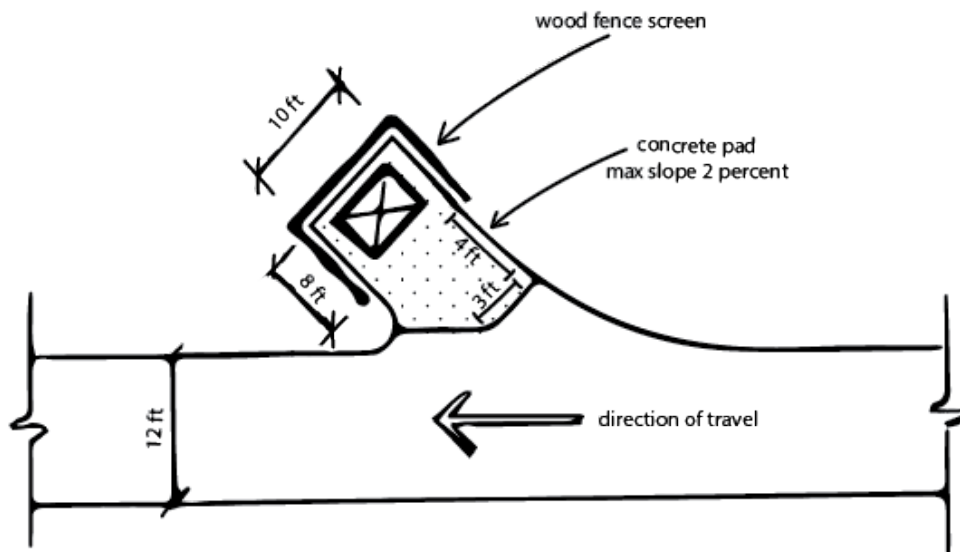 wood fence screen
10 ft
concrete pad
max slope 2 percent
4 ft
3 ft
8 ft
12 ft
direction of travel